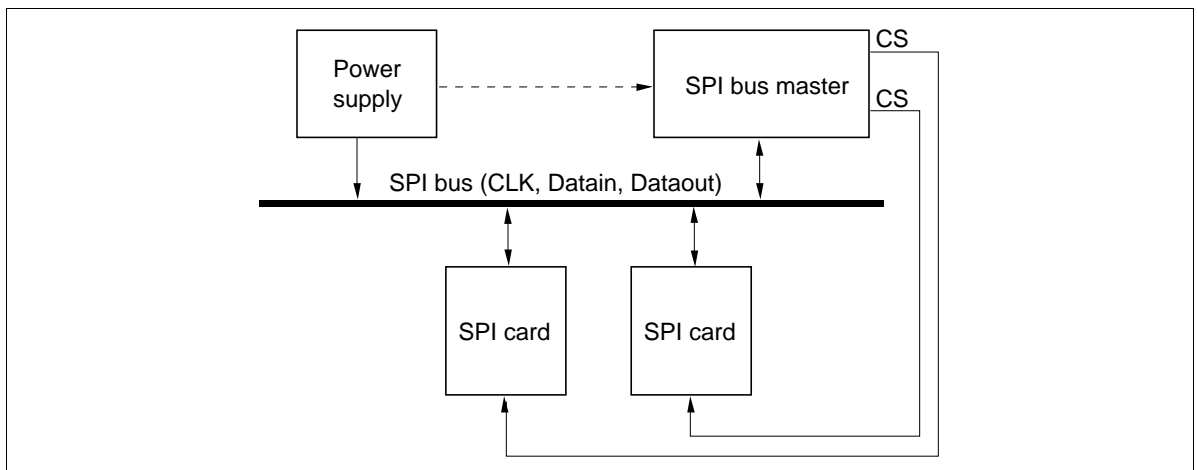 CS
Power
supply
SPI bus master
CS
SPI bus (CLK, Datain, Dataout)
SPI card
SPI card